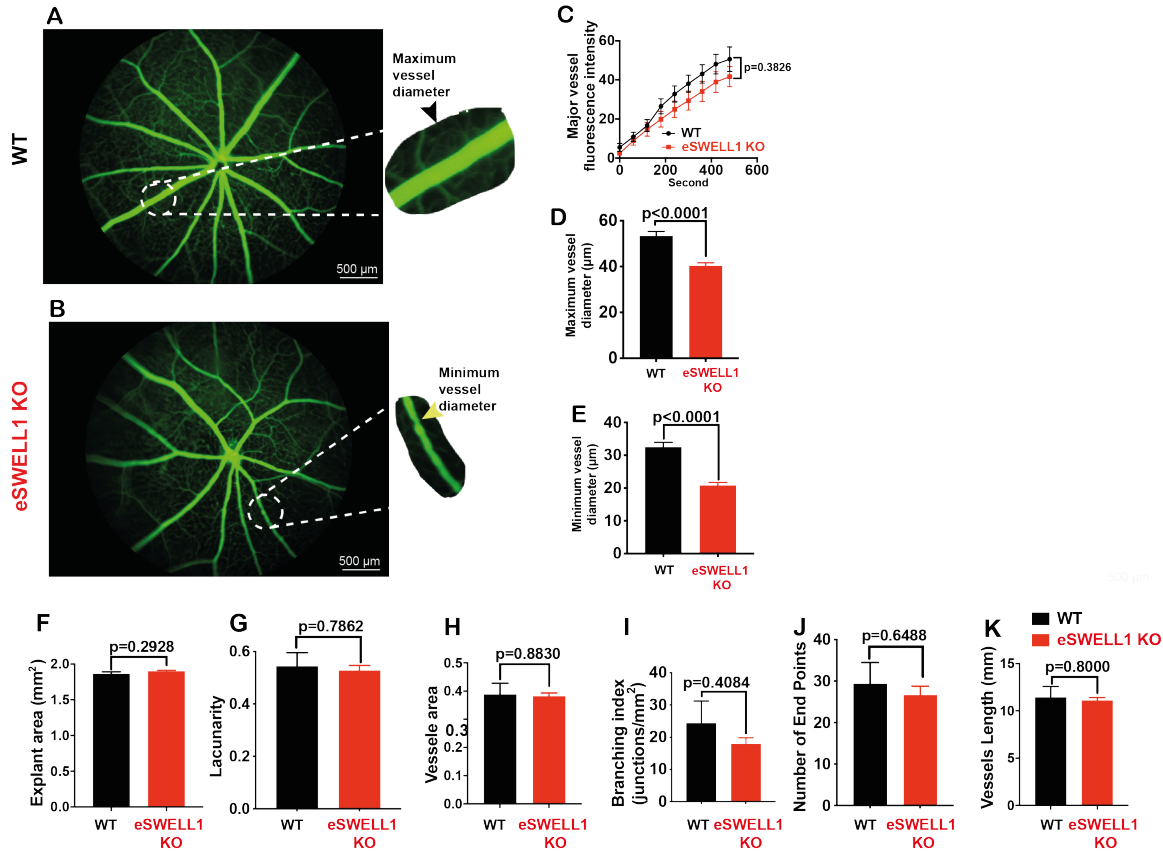 A
WT
Maximum
vessel
diameter
500 µm
B
eSWELL1 KO
Minimum
vessel
diameter
500 µm
C
Major vessel
fluorescence intensity
60
40
20
0
0
200
400
600
Second
WT
eSWELL1 KO
p=0.3826
D
Maximum vessel
diameter (µm)
60
40
20
0
p<0.0001
WT
eSWELL1
KO
E
Minimum vessel
diameter (µm)
40
30
20
10
0
p<0.0001
WT
eSWELL1
KO
500 µm
F
Explant area (mm²)
2.0
1.5
1.0
0.5
0.0
p=0.2928
WT
eSWELL1
KO
G
Lacunarity
0.6
0.4
0.2
0.0
p=0.7862
WT
eSWELL1
KO
H
Vessele area
0.5
0.4
0.3
0.2
0.1
0.0
p=0.8830
WT
eSWELL1
KO
I
Branching index
(junctions/mm²)
40
30
20
10
0
p=0.4084
WT
eSWELL1
KO
J
Number of End Points
40
30
20
10
0
p=0.6488
WT
eSWELL1
KO
K
WT
eSWELL1 KO
Vessels Length (mm)
15
10
5
0
p=0.8000
WT
eSWELL1
KO